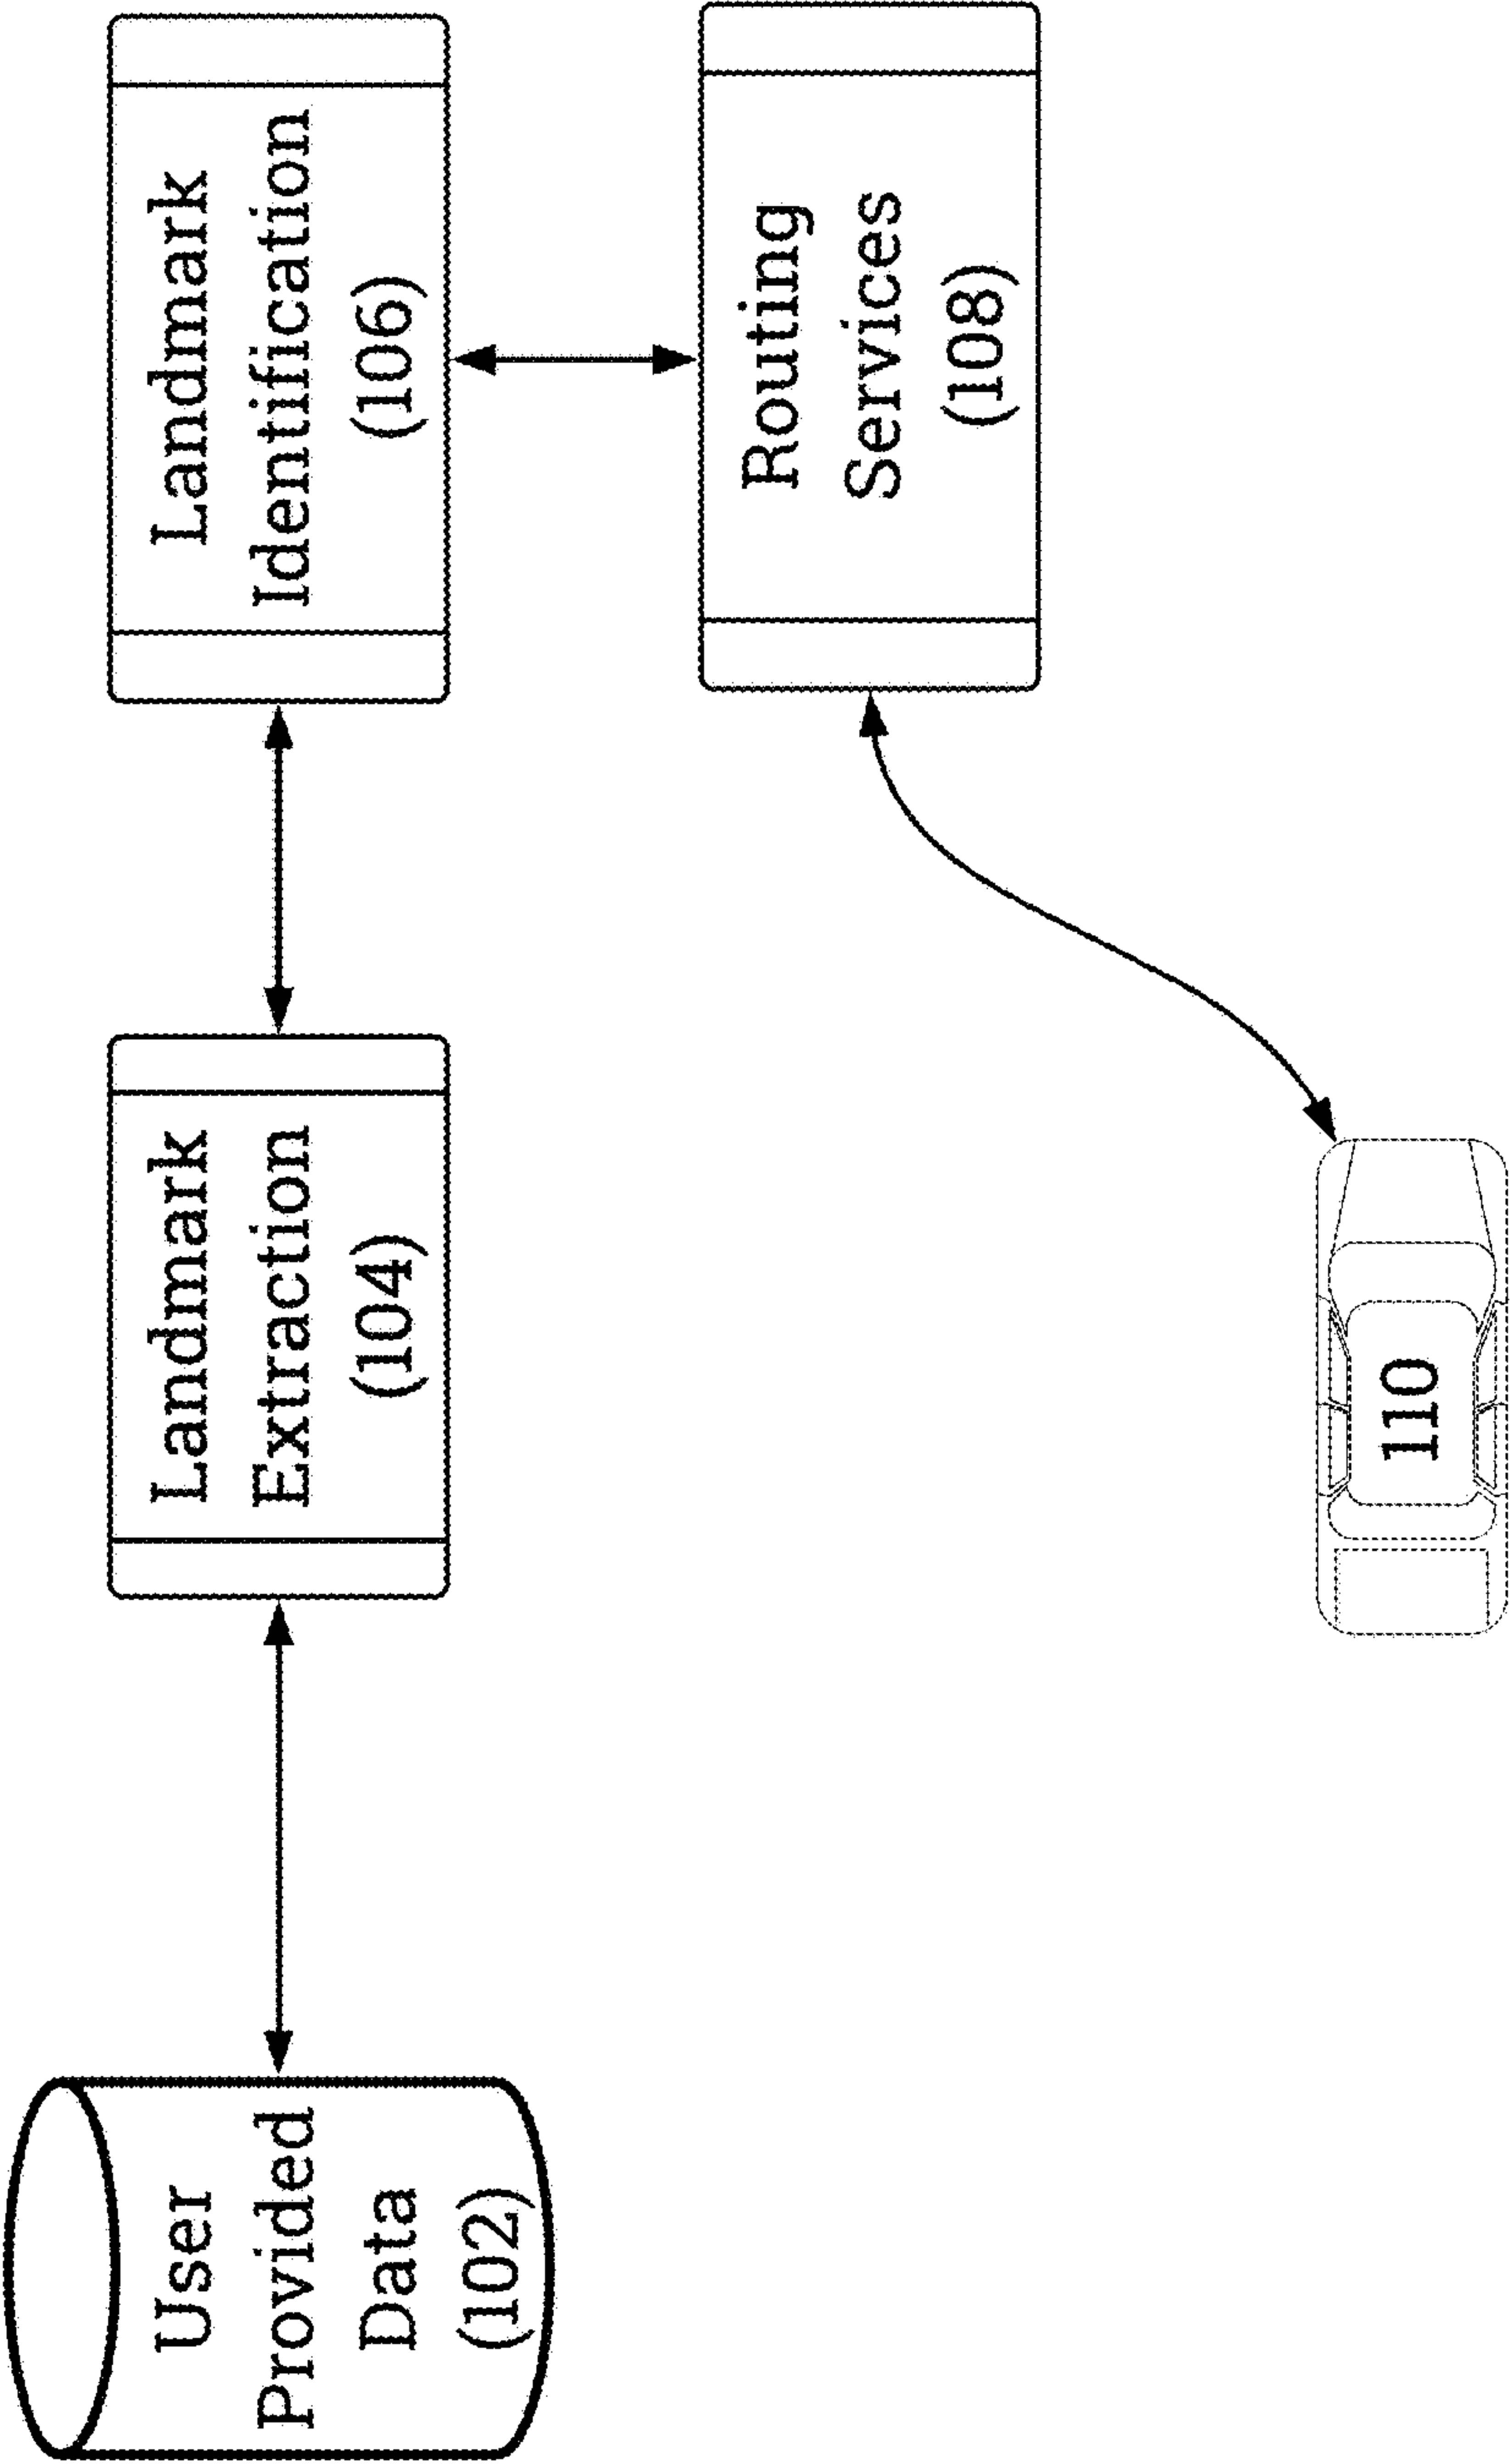 User
Provided
Data
(102)
Landmark
Extraction
(104)
Landmark
Identification
(106)
Routing
Services
(108)
110